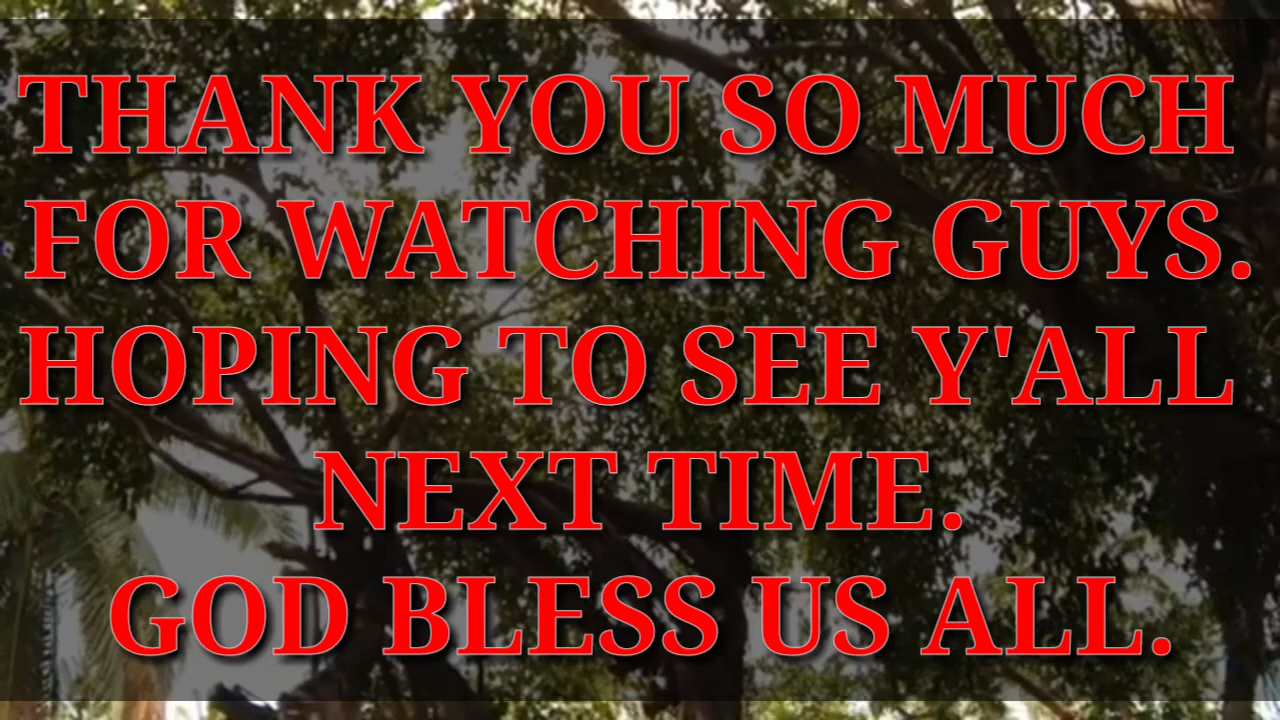 THANK YOU SO MUCH
FOR WATCHING GUYS.
HOPING TO SEE Y'ALL
NEXT TIME.
GOD BLESS US ALL.